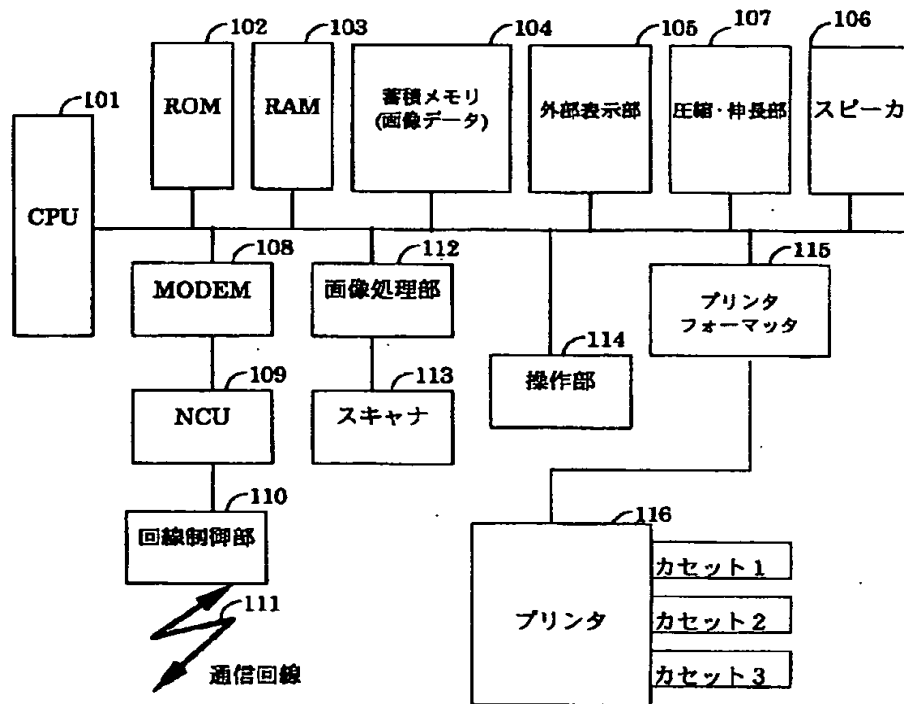 102
103
104
105
107
106
101
ROM
RAM
蓄積メモリ
(画像データ)
外部表示部
圧縮・伸長部
スピーカ
CPU
108
112
115
MODEM
画像処理部
プリンタ
フォーマッタ
109
113
114
NCU
スキャナ
操作部
110
回線制御部
116
カセット1
111
プリンタ
カセット2
通信回線
カセット3